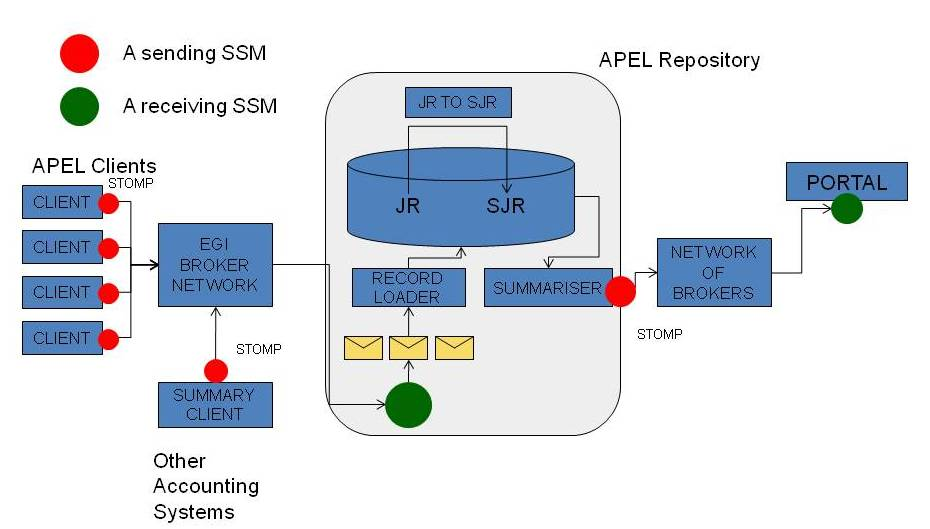 A sending SSM
A receiving SSM
APEL Repository
JR TO SJR
APEL Clients
STOMP
CLIENT
CLIENT
CLIENT
CLIENT
EGI
BROKER
NETWORK
STOMP
SUMMARY
CLIENT
Other
Accounting
Systems
JR
SJR
RECORD
LOADER
SUMMARISER
STOMP
NETWORK
OF
BROKERS
PORTAL